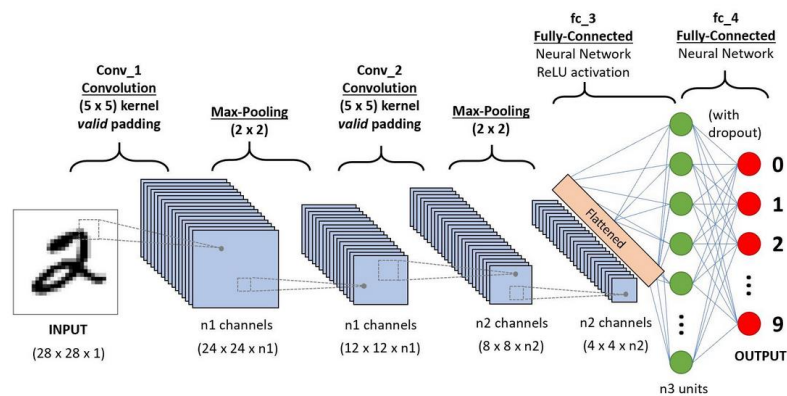 fc_3
Fully-Connected
Neural Network
ReLU activation
fc_4
Fully-Connected
Neural Network
Conv_1
Convolution
(5 x 5) kernel
valid padding
Max-Pooling
(2 x 2)
Conv_2
Convolution
(5 x 5) kernel
valid padding
Max-Pooling
(2 x 2)
(with
dropout)
Flattened
2
0
1
2
9
INPUT
(28 x 28 x 1)
n1 channels
(24 x 24 x n1)
n1 channels
(12 x 12 x n1)
n2 channels
(8 x 8 x n2)
n2 channels
(4 x 4 x n2)
OUTPUT
n3 units